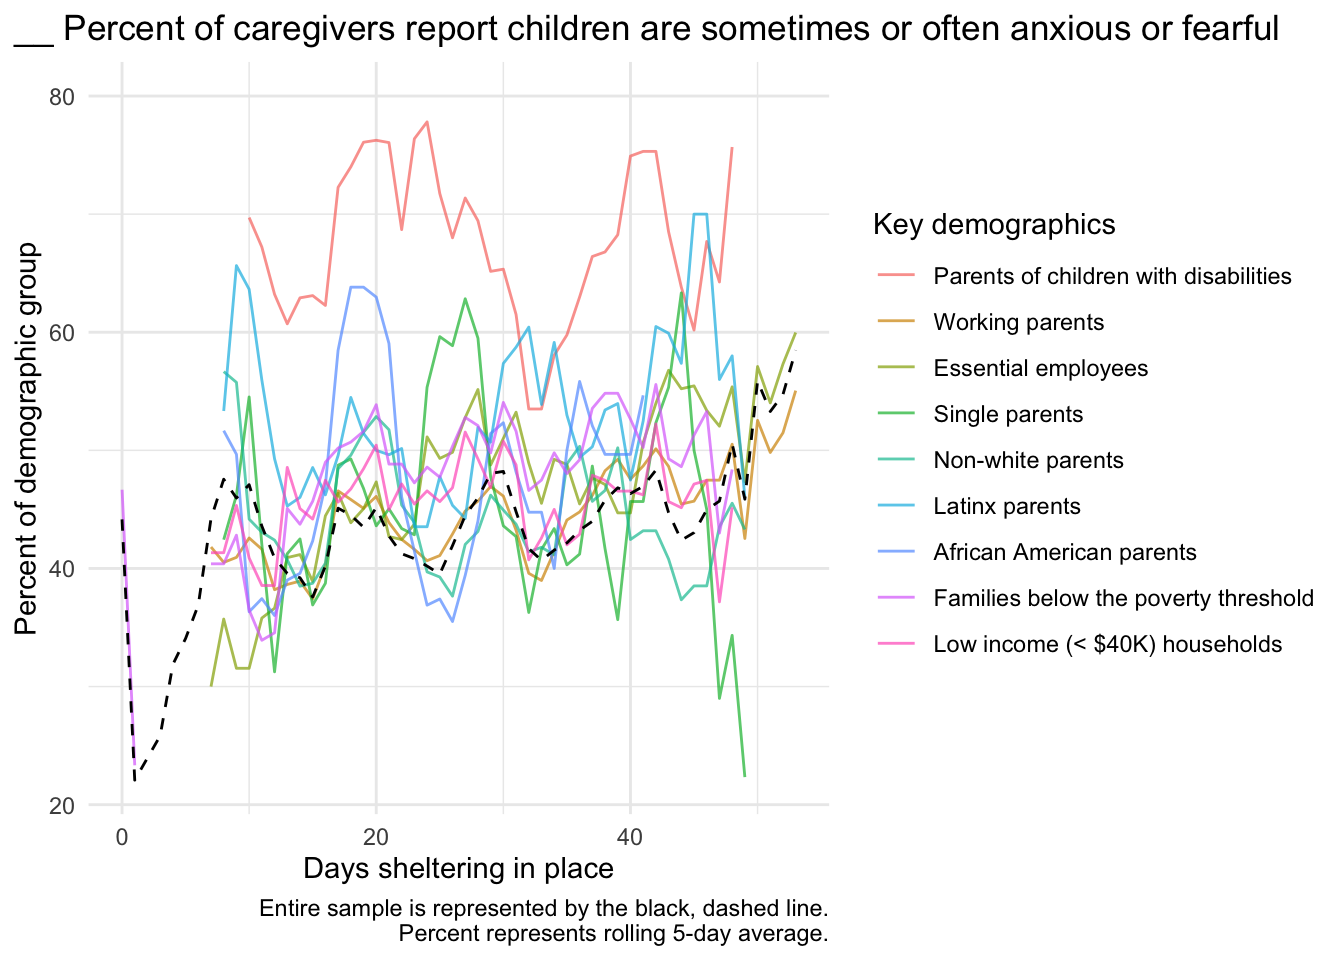 __ Percent of caregivers report children are sometimes or often anxious or fearful
80
60
40
20
Percent of demographic group
0
20
40
Days sheltering in place
Key demographics
Parents of children with disabilities
Working parents
Essential employees
Single parents
Non-white parents
Latinx parents
African American parents
Families below the poverty threshold
Low income (< $40K) households
Entire sample is represented by the black, dashed line.
Percent represents rolling 5-day average.